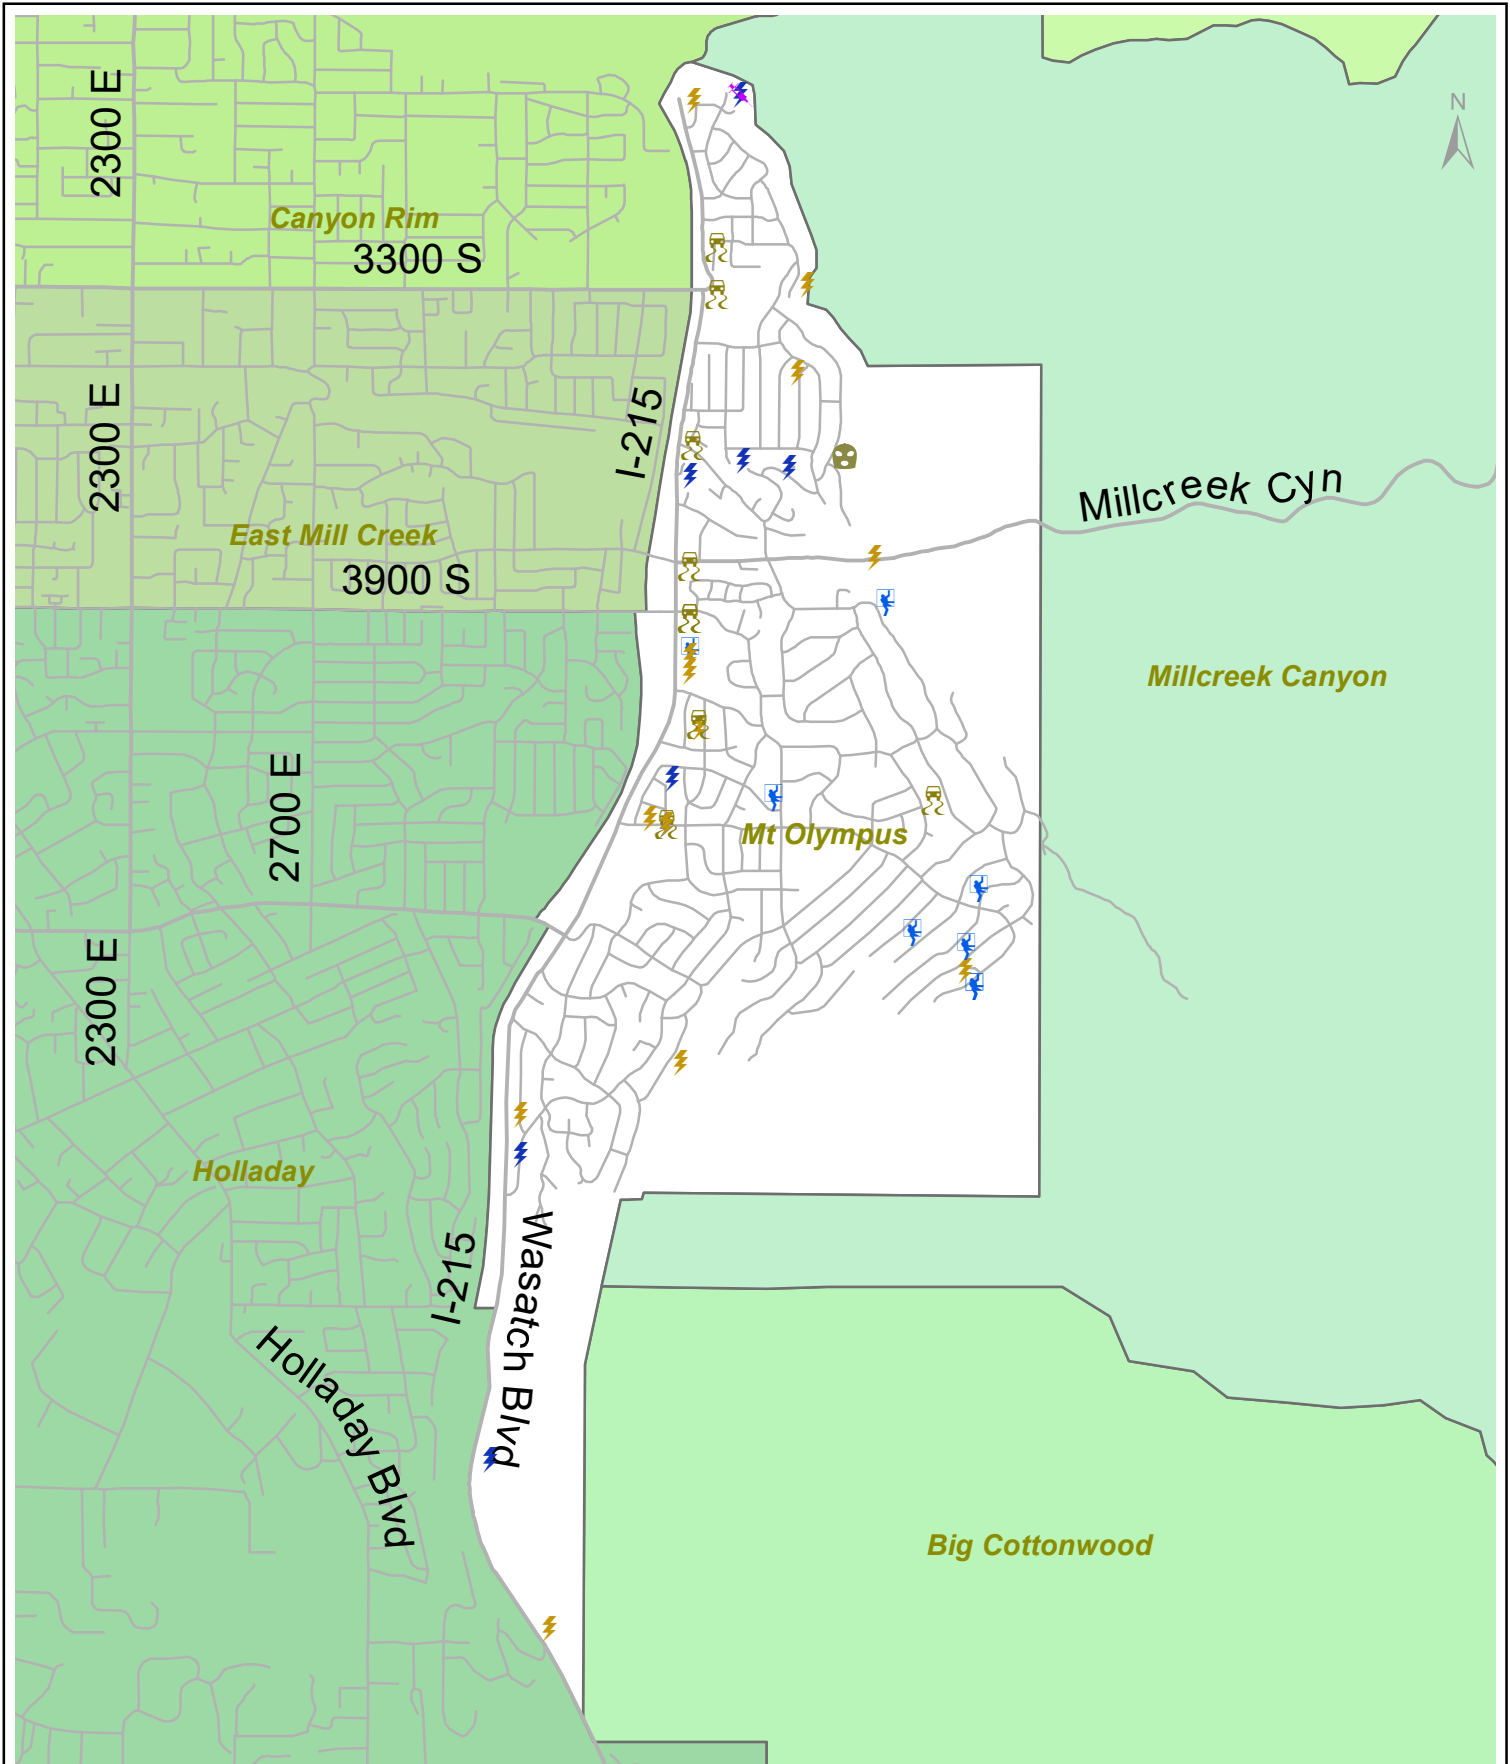 N
2300 E
Canyon Rim
3300 S
2300 E
I-215
Millcreek Cyn
East Mill Creek
3900 S
Millcreek Canyon
2700 E
Mt Olympus
2300 E
Holladay
I-215
Wasatch Blvd
Holladay Blvd
Big Cottonwood